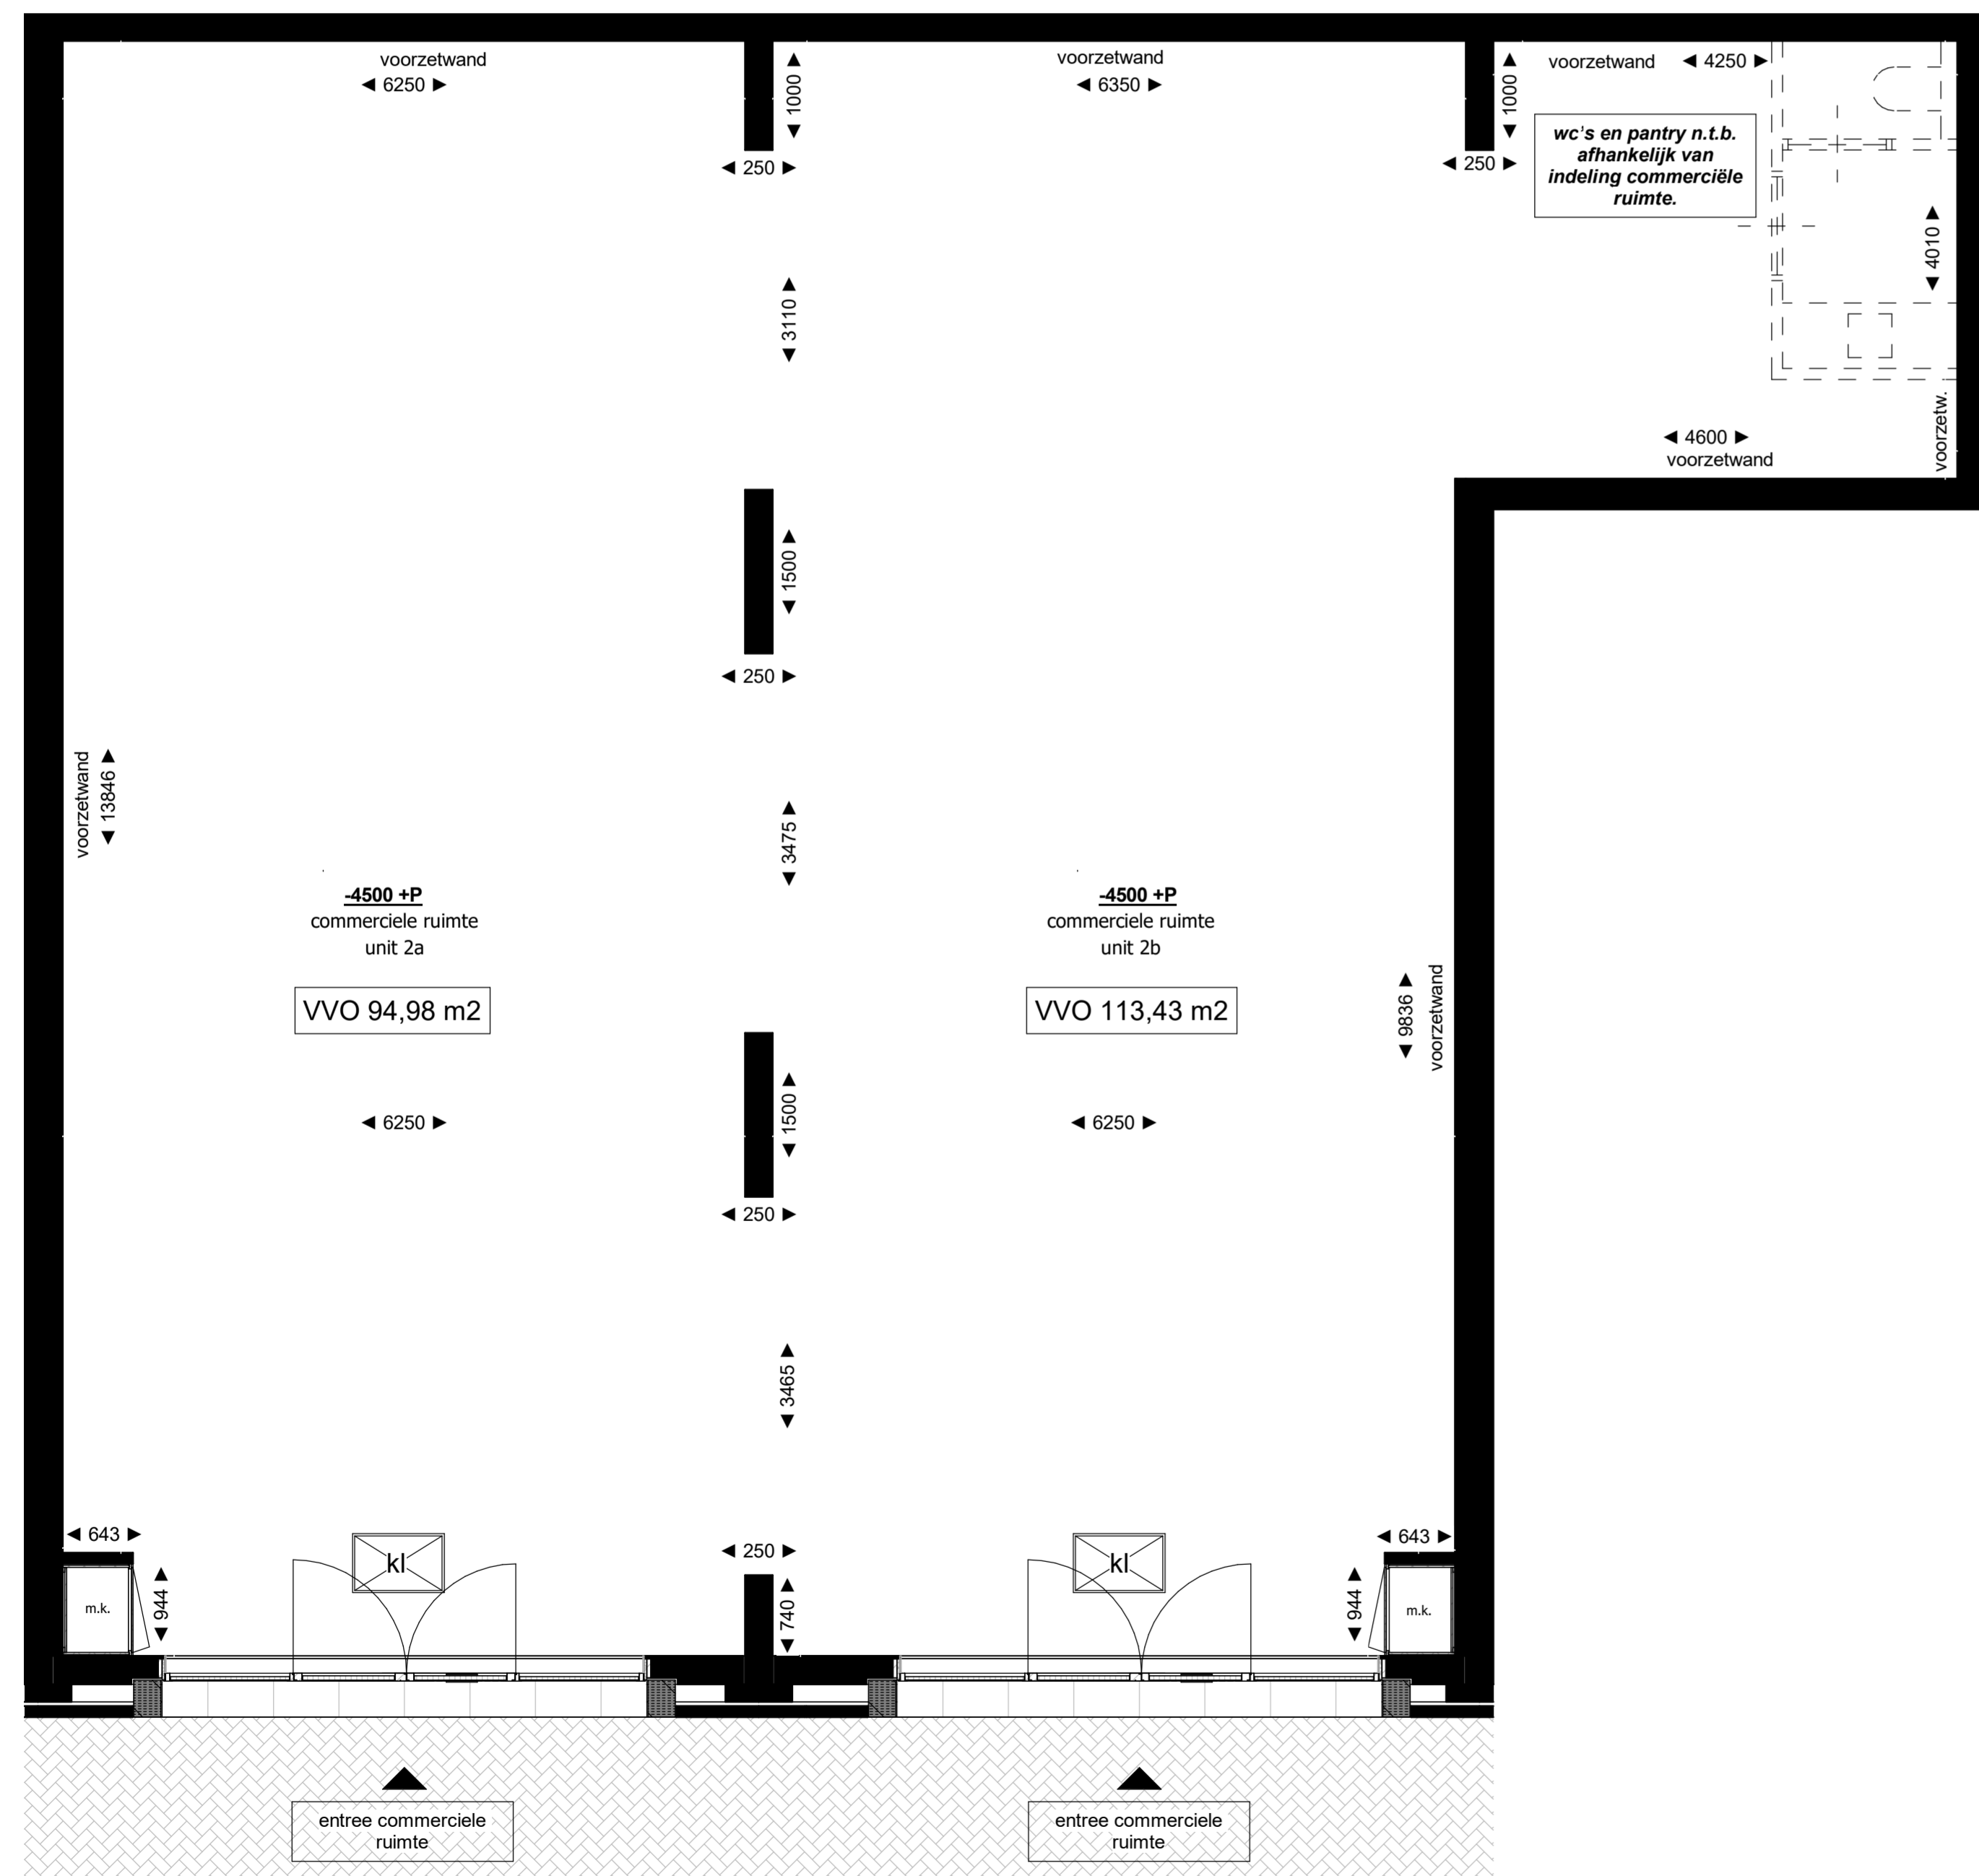 voorzetwand
◄ 6250 ►
◄ 1000 ►
voorzetwand
◄ 6350 ►
◄ 1000 ►
voorzetwand ◄ 4250 ►
wc's en pantry n.t.b.
afhankelijk van
indeling commerciële
ruimte.
◄ 250 ►
◄ 250 ►
◄ 4010 ►
◄ 3110 ►
◄ 4600 ►
voorzetwand
voorzetw.
◄ 1500 ►
◄ 250 ►
voorzetwand
◄ 13846 ►
◄ 3475 ►
-4500 +P
commerciele ruimte
unit 2a
VVO 94,98 m2
-4500 +P
commerciele ruimte
unit 2b
VVO 113,43 m2
◄ 9836 ►
voorzetwand
◄ 6250 ►
◄ 1500 ►
◄ 6250 ►
◄ 250 ►
◄ 3465 ►
◄ 643 ►
kl
◄ 250 ►
kl
◄ 643 ►
m.k.
◄ 944 ►
◄ 740 ►
◄ 944 ►
m.k.
entree commerciele
ruimte
entree commerciele
ruimte